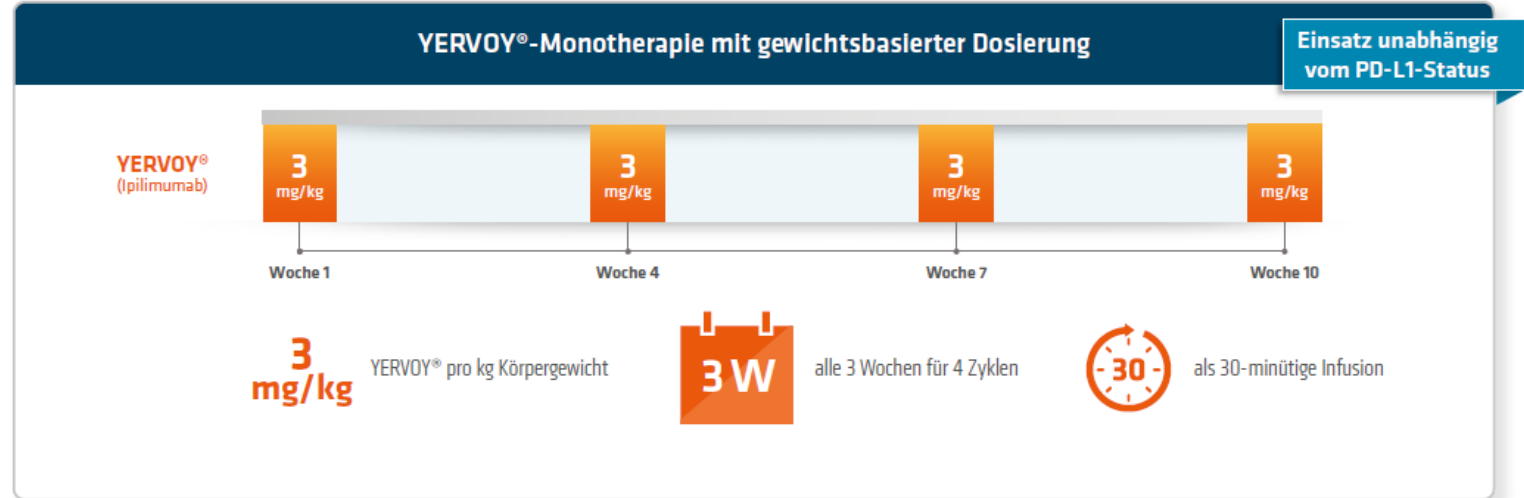 YERVOY®-Monotherapie mit gewichtsbasierter Dosierung
Einsatz unabhängig
vom PD-L1-Status
YERVOY®
(Ipilimumab)
3
mg/kg
3
mg/kg
3
mg/kg
3
mg/kg
Woche 1
Woche 4
Woche 7
Woche 10
3
mg/kg
YERVOY® pro kg Körpergewicht
3 W
alle 3 Wochen für 4 Zyklen
30
als 30-minütige Infusion